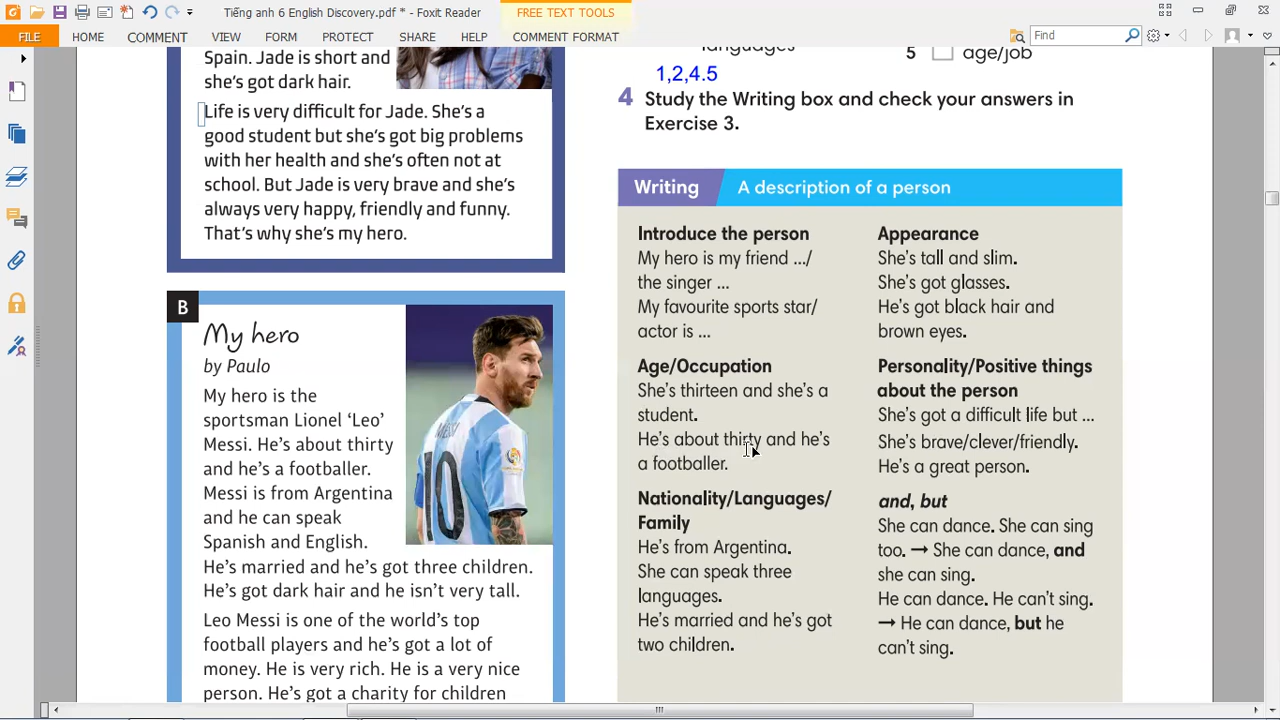 Tiếng anh 6 English Discovery.pdf * - Foxit Reader
FREE TEXT TOOLS
FILE
HOME
COMMENT
VIEW
FORM
PROTECT
SHARE
HELP
COMMENT FORMAT
Find
Spain. Jade is short and
she's got dark hair.
Life is very difficult for Jade. She's a
good student but she's got big problems
with her health and she's often not at
school. But Jade is very brave and she's
always very happy, friendly and funny.
That's why she's my hero.
B
My hero
by Paulo
My hero is the
sportsman Lionel 'Leo'
Messi. He's about thirty
and he's a footballer.
Messi is from Argentina
and he can speak
Spanish and English.
He's married and he's got three children.
He's got dark hair and he isn't very tall.
Leo Messi is one of the world's top
football players and he's got a lot of
money. He is very rich. He is a very nice
person. He's got a charity for children
MESSI
10
languages
5 age/job
1,2,4.5
4 Study the Writing box and check your answers in
Exercise 3.
Writing A description of a person
Introduce the person
My hero is my friend .../
the singer ...
My favourite sports star/
actor is ...
Age/Occupation
She's thirteen and she's a
student.
He's about thirty and he's
a footballer.
Nationality/Languages/
Family
He's from Argentina.
She can speak three
languages.
He's married and he's got
two children.
Appearance
She's tall and slim.
She's got glasses.
He's got black hair and
brown eyes.
Personality/Positive things
about the person
She's got a difficult life but ...
She's brave/clever/friendly.
He's a great person.
and, but
She can dance. She can sing
too. → She can dance, and
she can sing.
He can dance. He can't sing.
→ He can dance, but he
can't sing.